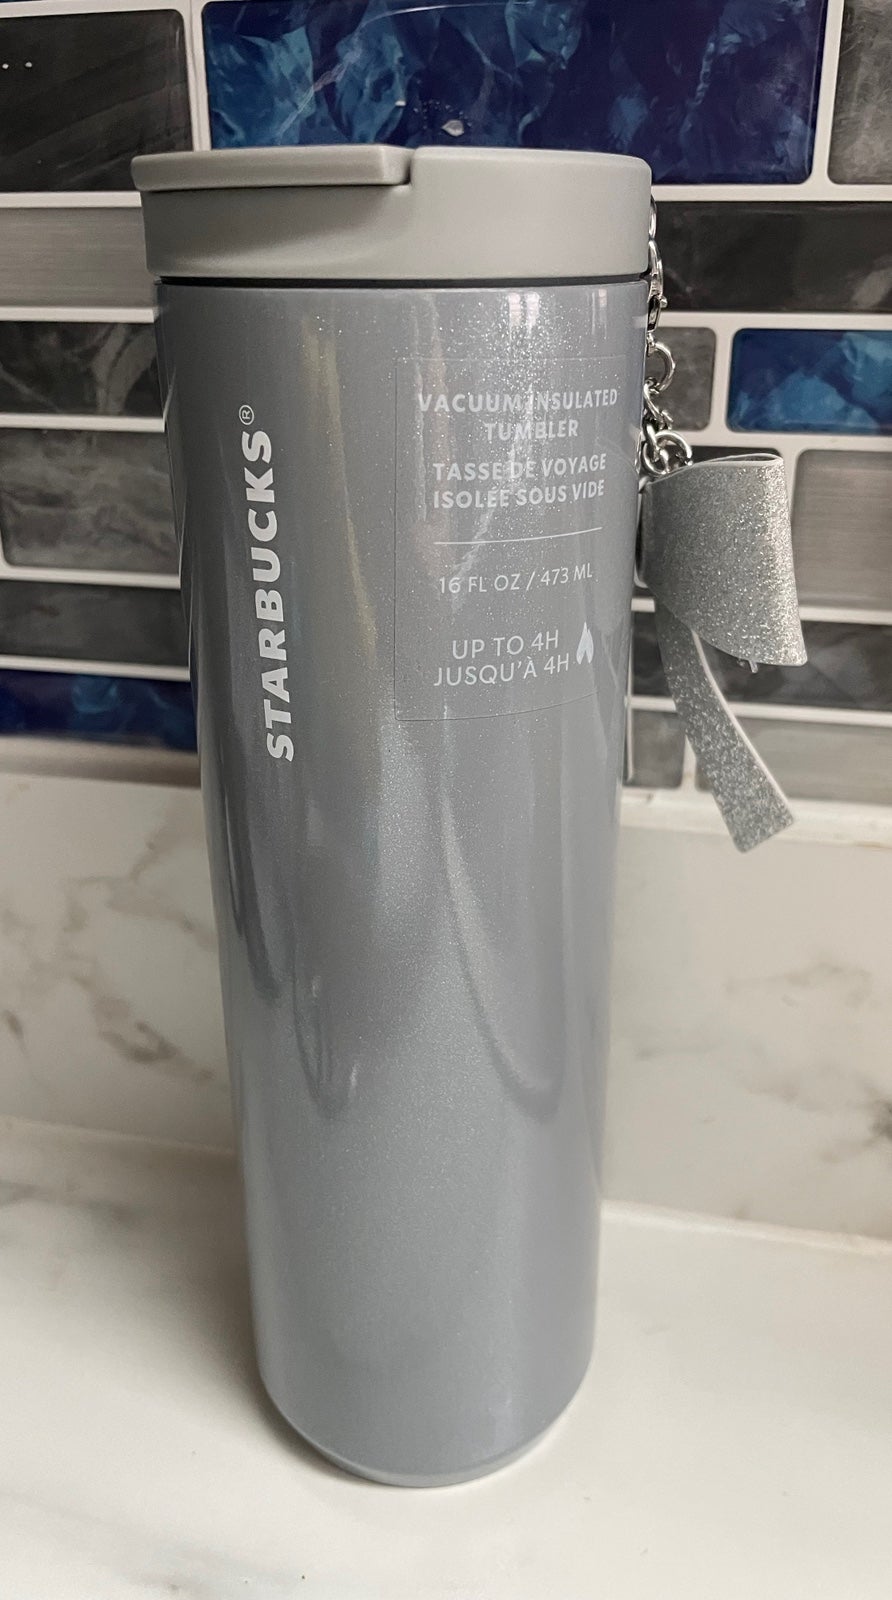 STARBUCKS®
VACUUM INSULATED
TUMBLER
TASSE DE VOYAGE
ISOLÉE SOUS VIDE
16 FL OZ / 473 ML
UP TO 4H
JUSQU'À 4H